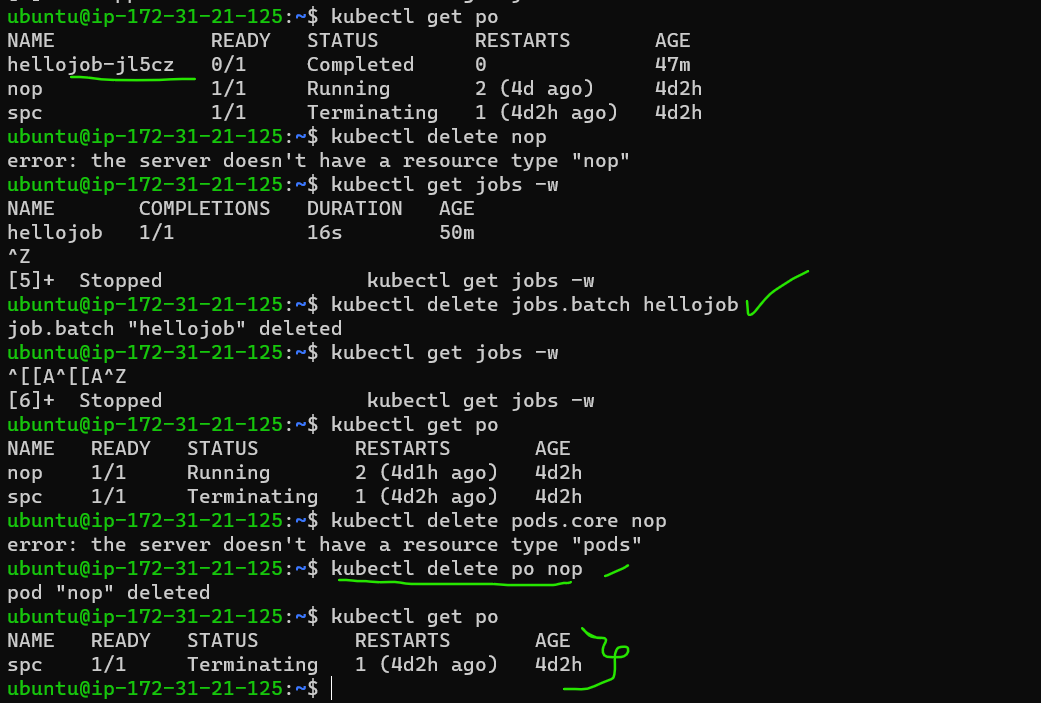 ubuntu@ip-172-31-21-125:~$ kubectl get po
NAME READY STATUS RESTARTS AGE
hellojob-jl5cz 0/1 Completed 0 47m
nop 1/1 Running 2 (4d ago) 4d2h
spc 1/1 Terminating 1 (4d2h ago) 4d2h
ubuntu@ip-172-31-21-125:~$ kubectl delete nop
error: the server doesn't have a resource type "nop"
ubuntu@ip-172-31-21-125:~$ kubectl get jobs -w
NAME COMPLETIONS DURATION AGE
hellojob 1/1 16s 50m
^Z
[5]+ Stopped kubectl get jobs -w
ubuntu@ip-172-31-21-125:~$ kubectl delete jobs.batch hellojob
job.batch "hellojob" deleted
ubuntu@ip-172-31-21-125:~$ kubectl get jobs -w
^[[A^[[A^Z
[6]+ Stopped kubectl get jobs -w
ubuntu@ip-172-31-21-125:~$ kubectl get po
NAME READY STATUS RESTARTS AGE
nop 1/1 Running 2 (4d1h ago) 4d2h
spc 1/1 Terminating 1 (4d2h ago) 4d2h
ubuntu@ip-172-31-21-125:~$ kubectl delete pods.core nop
error: the server doesn't have a resource type "pods"
ubuntu@ip-172-31-21-125:~$ kubectl delete po nop
pod "nop" deleted
ubuntu@ip-172-31-21-125:~$ kubectl get po
NAME READY STATUS RESTARTS AGE
spc 1/1 Terminating 1 (4d2h ago) 4d2h
ubuntu@ip-172-31-21-125:~$